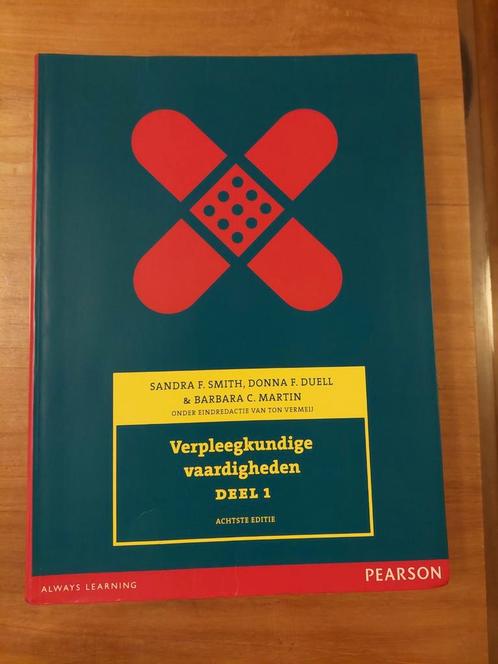 SANDRA F. SMITH, DONNA F. DUELL
& BARBARA C. MARTIN
ONDER EINDREDACTIE VAN TON VERMEIJ
Verpleegkundige
vaardigheden
DEEL 1
ACHTSTE EDITIE
ALWAYS LEARNING
PEARSON